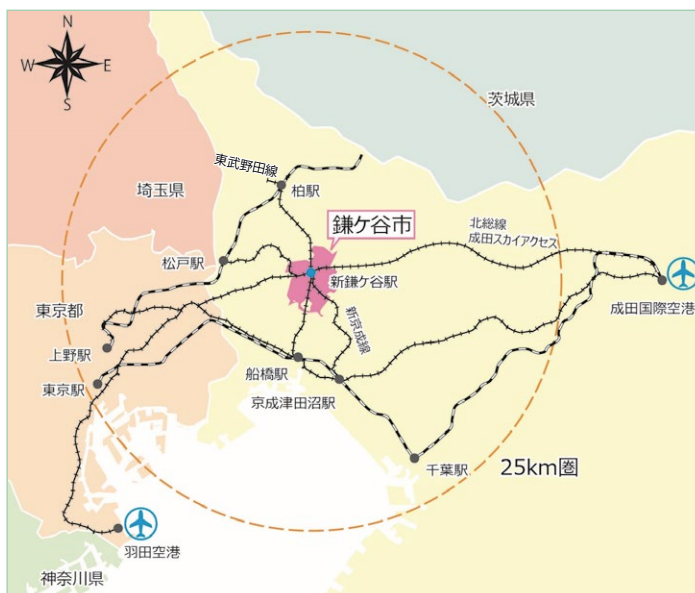 N
W
E
S
茨城県
東武野田線
柏駅
埼玉県
鎌ケ谷市
北総線
成田スカイアクセス
松戸駅
新鎌ケ谷駅
成田国際空港
東京都
新京成線
上野駅
船橋駅
東京駅
京成津田沼駅
千葉駅
25km圏
羽田空港
神奈川県